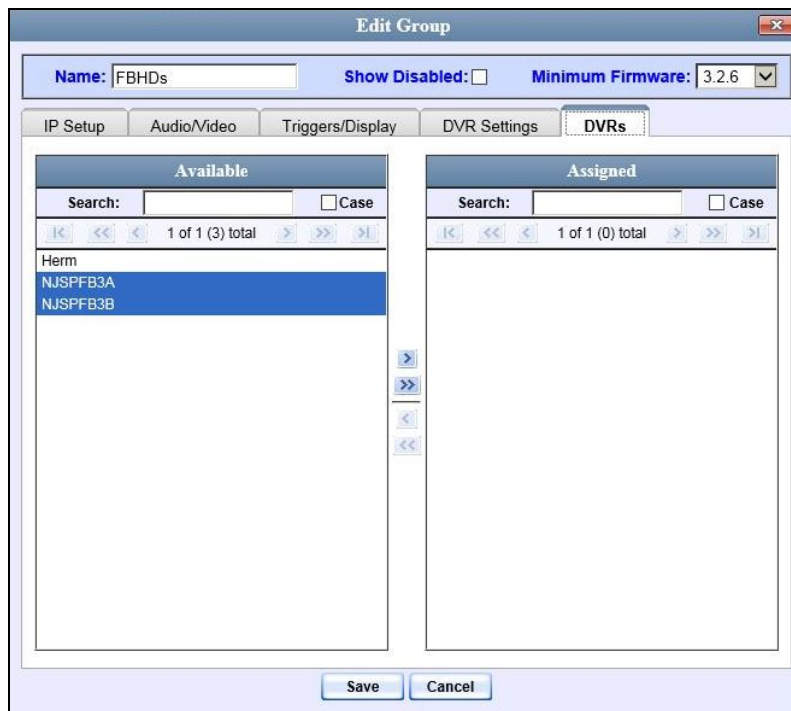 Edit Group
Name: FBHDs Show Disabled: Minimum Firmware: 3.2.6
IP Setup Audio/Video Triggers/Display DVR Settings DVRs
Available
Search: Case
1 of 1 (3) total
Herm
NJSPFB3A
NJSPFB3B
Assigned
Search: Case
1 of 1 (0) total
Save Cancel